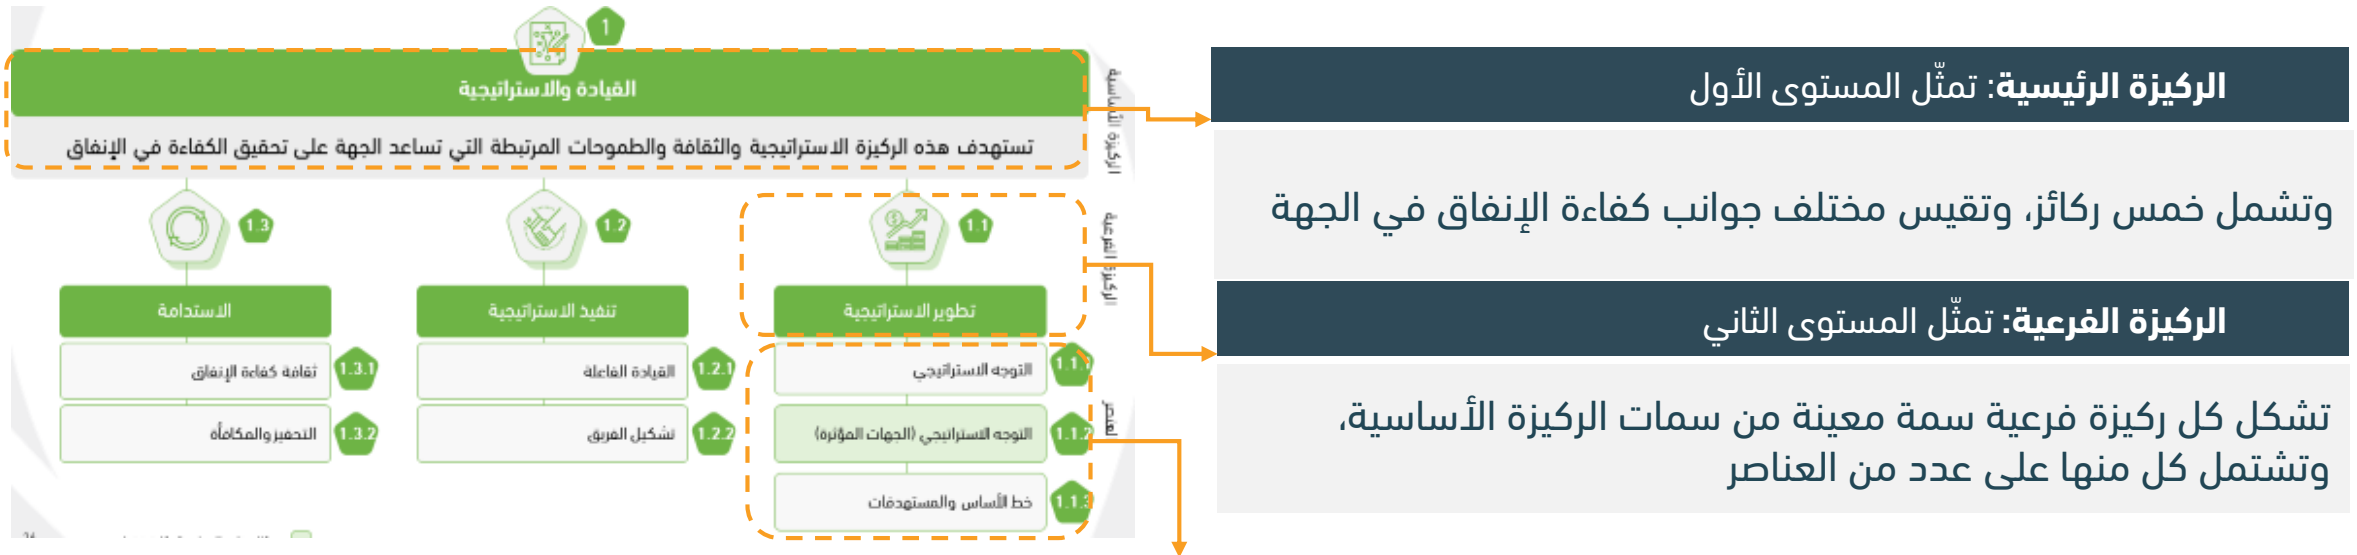 الركيزة الرئيسية: تمثّل المستوى الأول
وتشمل خمس ركائز، وتقيس مختلف جوانب كفاءة الإنفاق في الجهة
الركيزة الفرعية: تمثّل المستوى الثاني
تشكل كل ركيزة فرعية سمة معينة من سمات الركيزة الأساسية،
وتشتمل كل منها على عدد من العناصر
1
القيادة والاستراتيجية
الركيزة الأساسية
تستهدف هذه الركيزة الاستراتيجية والثقافة والطموحات المرتبطة التي تساعد الجهة على تحقيق الكفاءة في الإنفاق
الركيزة الفرعية
1.1
تطوير الاستراتيجية
1.1.1
التوجه الاستراتيجي
1.1.2
التوجه الاستراتيجي (الجهات المؤثرة)
1.1.3
خط الأساس والمستهدفات
1.2
تنفيذ الاستراتيجية
1.2.1
القيادة الفاعلة
1.2.2
تشكيل الفريق
1.3
الاستدامة
1.3.1
ثقافة كفاءة الإنفاق
1.3.2
التحفيز والمكافأة